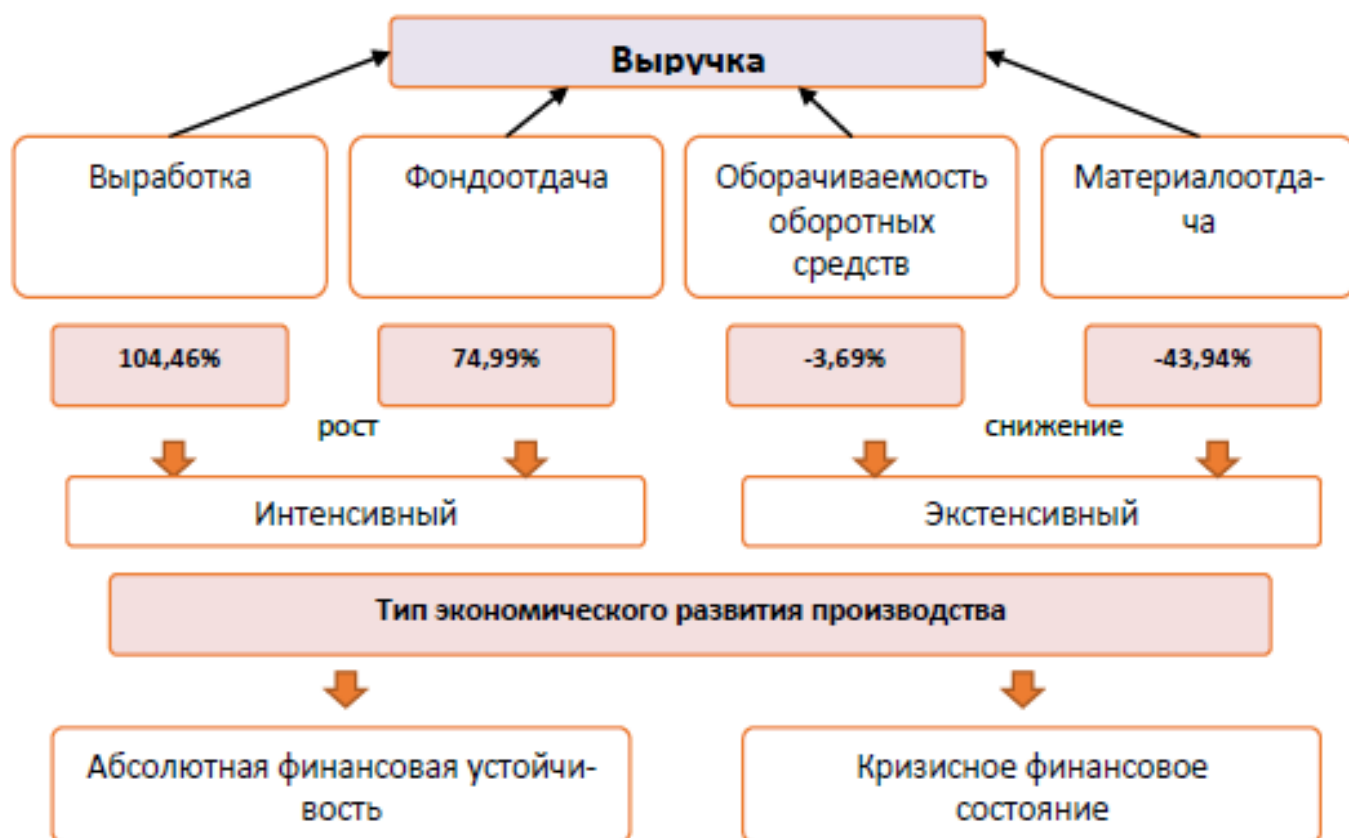 Выручка
Выработка
Фондоотдача
Оборачиваемость
оборотных
средств
Материалоотда-
ча
104,46%
74,99%
-3,69%
-43,94%
рост
снижение
Интенсивный
Экстенсивный
Тип экономического развития производства
Абсолютная финансовая устойчи-
вость
Кризисное финансовое
состояние